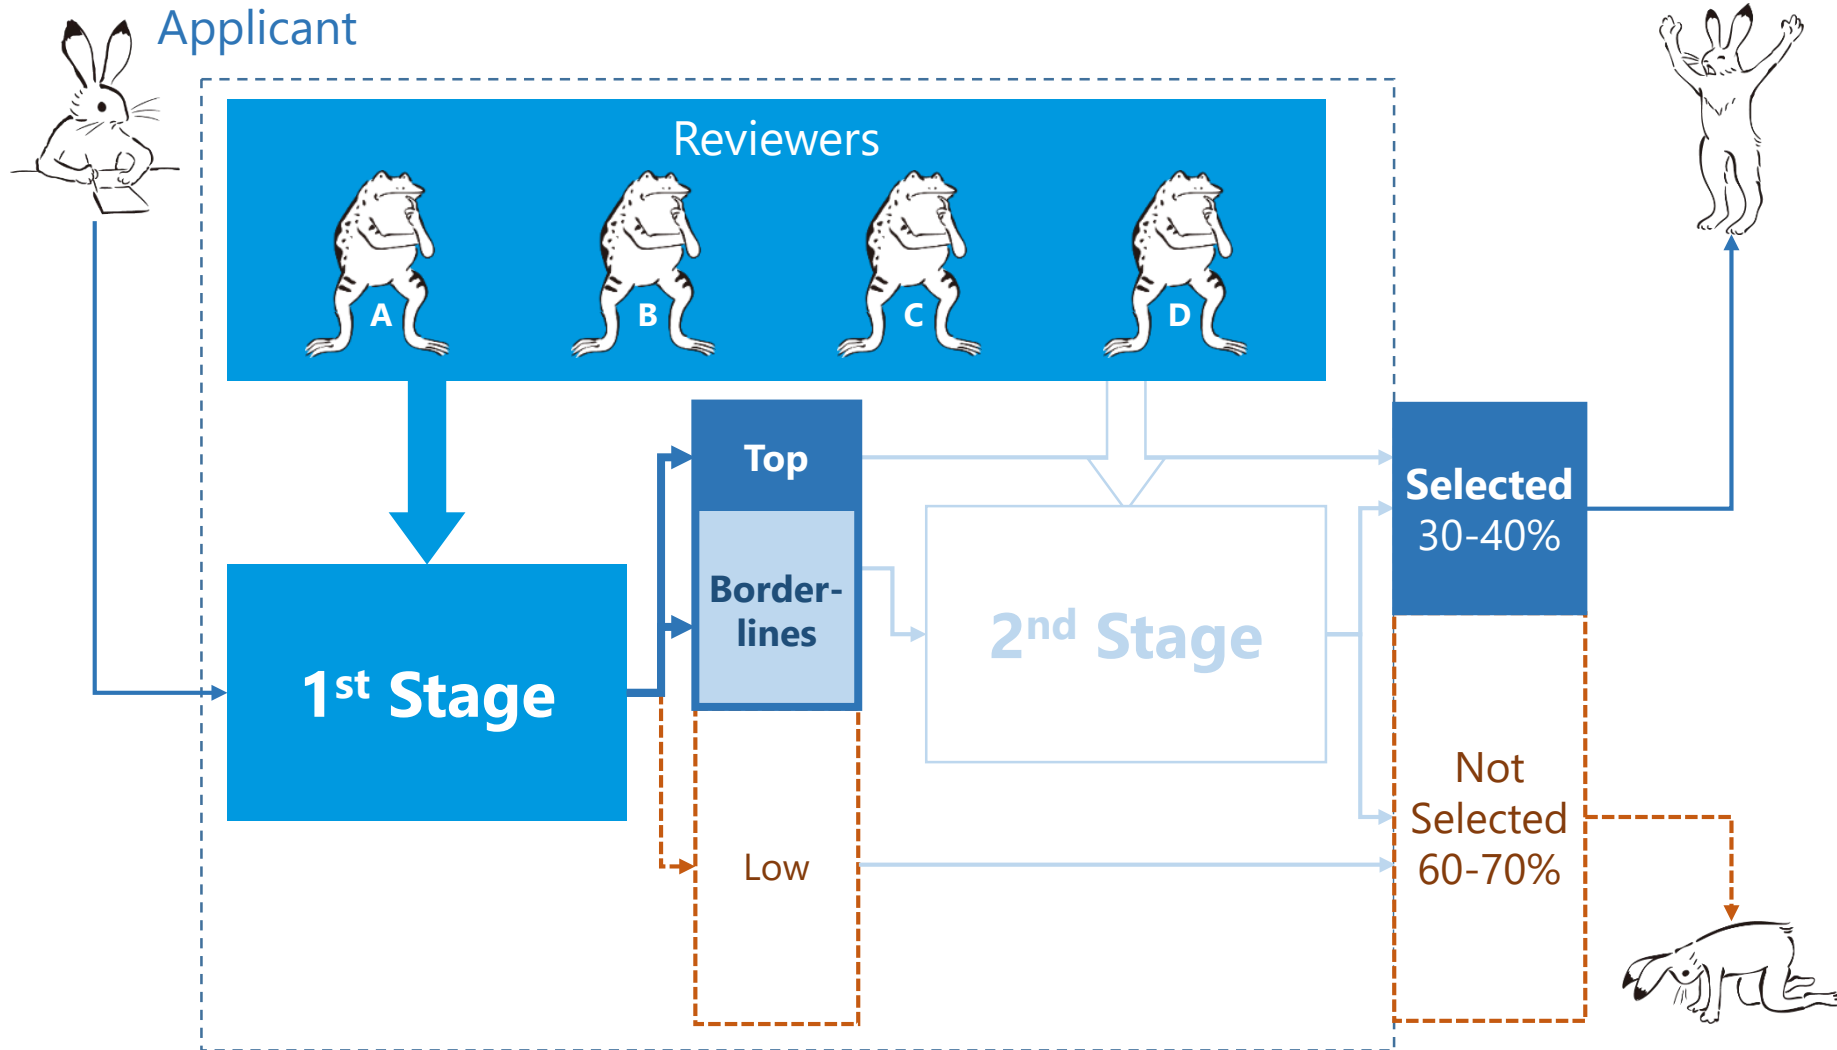 Applicant
Reviewers
A
B
C
D
Top
Border-
lines
Low
1st Stage
2nd Stage
Selected
30-40%
Not
Selected
60-70%